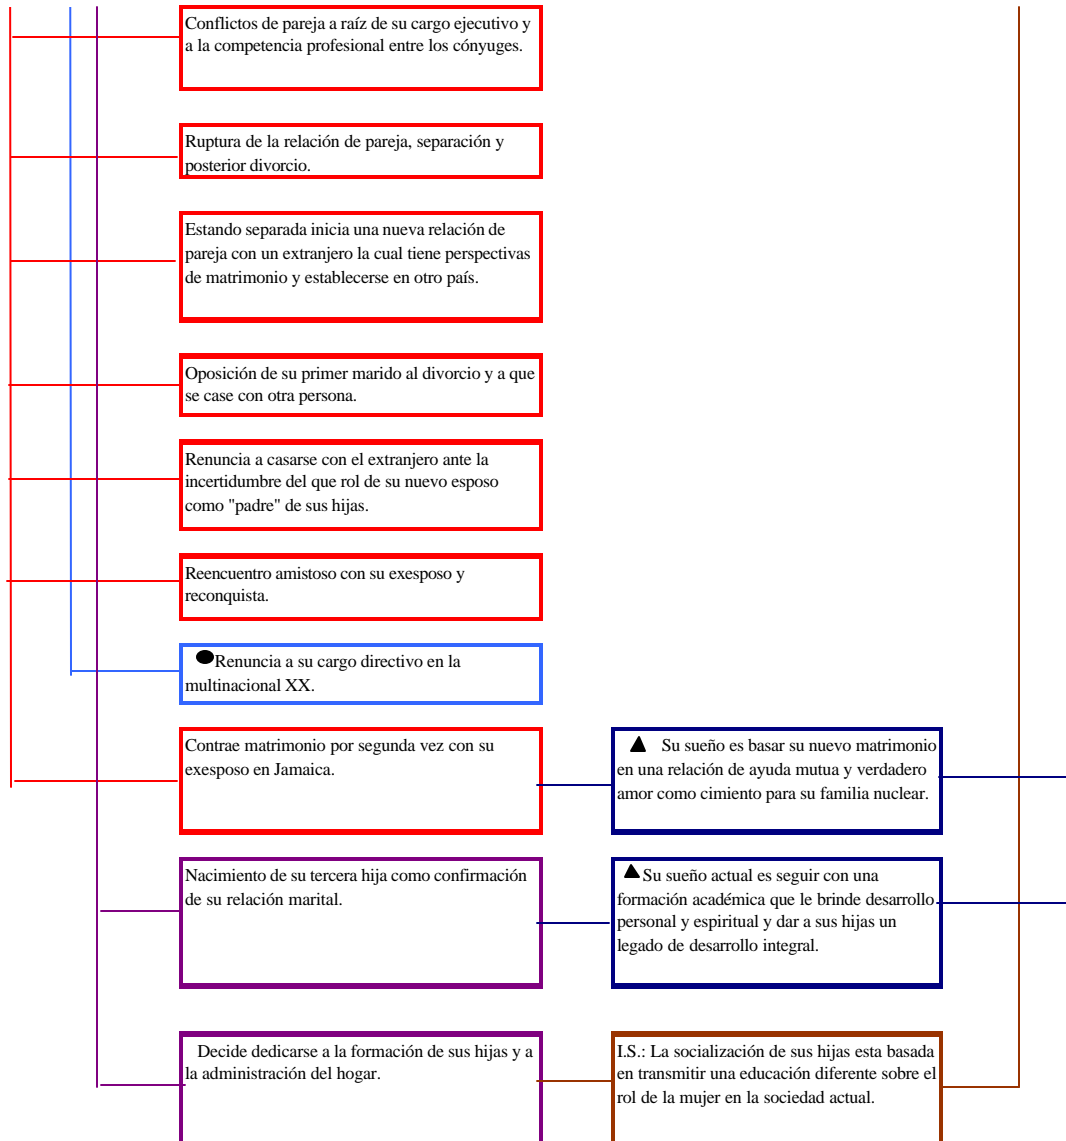 Conflictos de pareja a raíz de su cargo ejecutivo y
a la competencia profesional entre los cónyuges.
Ruptura de la relación de pareja, separación y
posterior divorcio.
Estando separada inicia una nueva relación de
pareja con un extranjero la cual tiene perspectivas
de matrimonio y establecerse en otro país.
Oposición de su primer marido al divorcio y a que
se case con otra persona.
Renuncia a casarse con el extranjero ante la
incertidumbre del que rol de su nuevo esposo
como "padre" de sus hijas.
Reencuentro amistoso con su exesposo y
reconquista.
Renuncia a su cargo directivo en la
multinacional XX.
Contrae matrimonio por segunda vez con su
exesposo en Jamaica.
Su sueño es basar su nuevo matrimonio
en una relación de ayuda mutua y verdadero
amor como cimiento para su familia nuclear.
Nacimiento de su tercera hija como confirmación
de su relación marital.
Su sueño actual es seguir con una
formación académica que le brinde desarrollo
personal y espiritual y dar a sus hijas un
legado de desarrollo integral.
Decide dedicarse a la formación de sus hijas y a
la administración del hogar.
I.S.: La socialización de sus hijas esta basada
en transmitir una educación diferente sobre el
rol de la mujer en la sociedad actual.